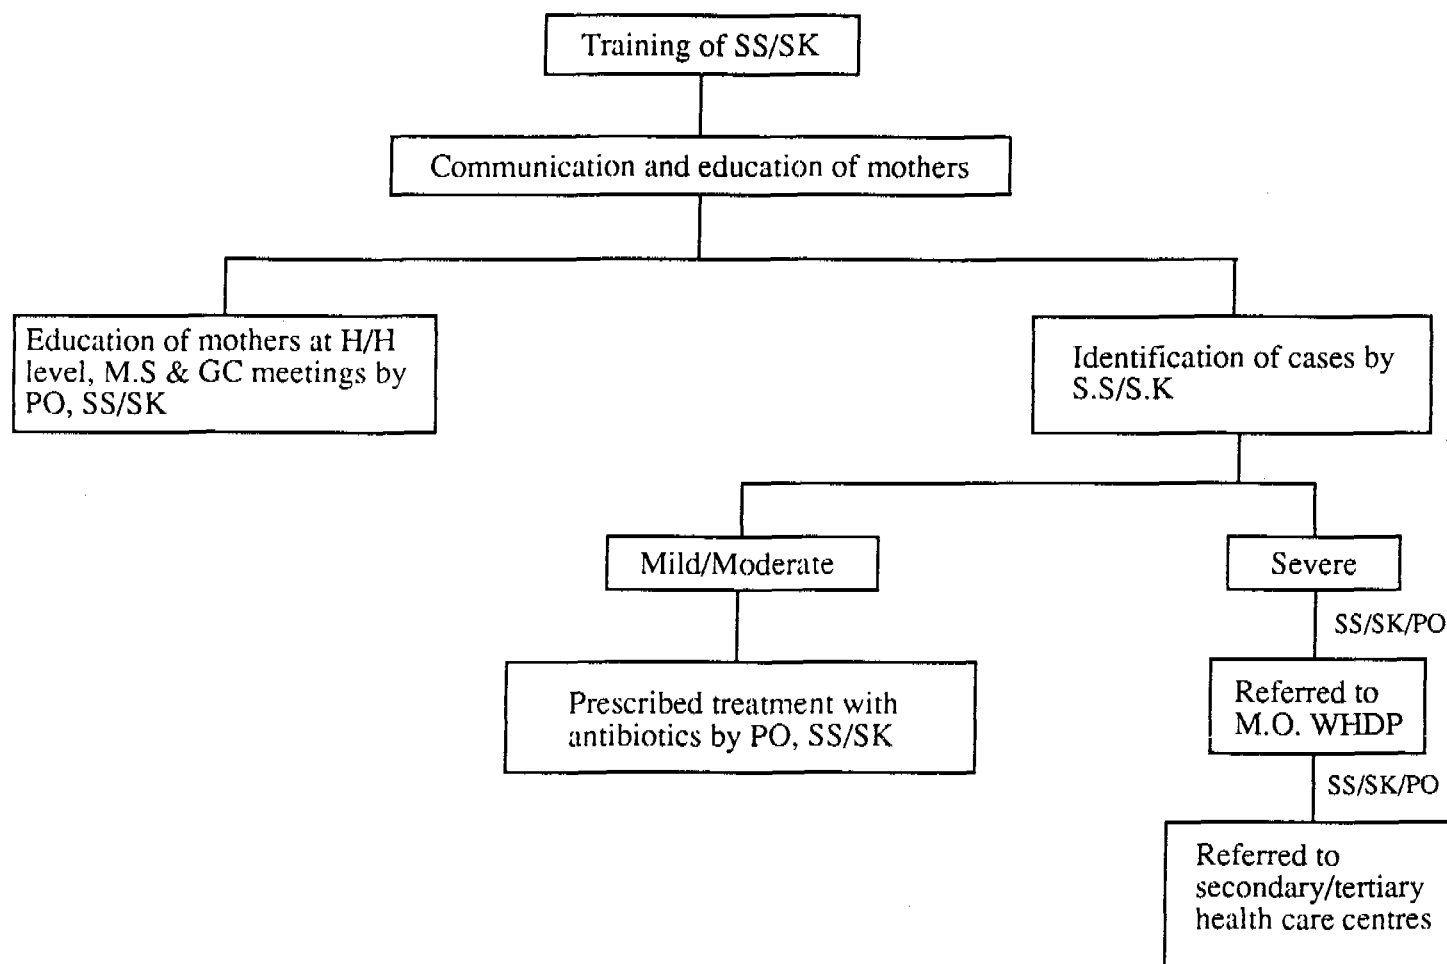 Training of SS/SK
Communication and education of mothers
Education of mothers at H/H
level, M.S & GC meetings by
PO, SS/SK
Identification of cases by
S.S/S.K
Mild/Moderate
Severe
SS/SK/PO
Prescribed treatment with
antibiotics by PO, SS/SK
Referred to
M.O. WHDP
SS/SK/PO
Referred to
secondary/tertiary
health care centres